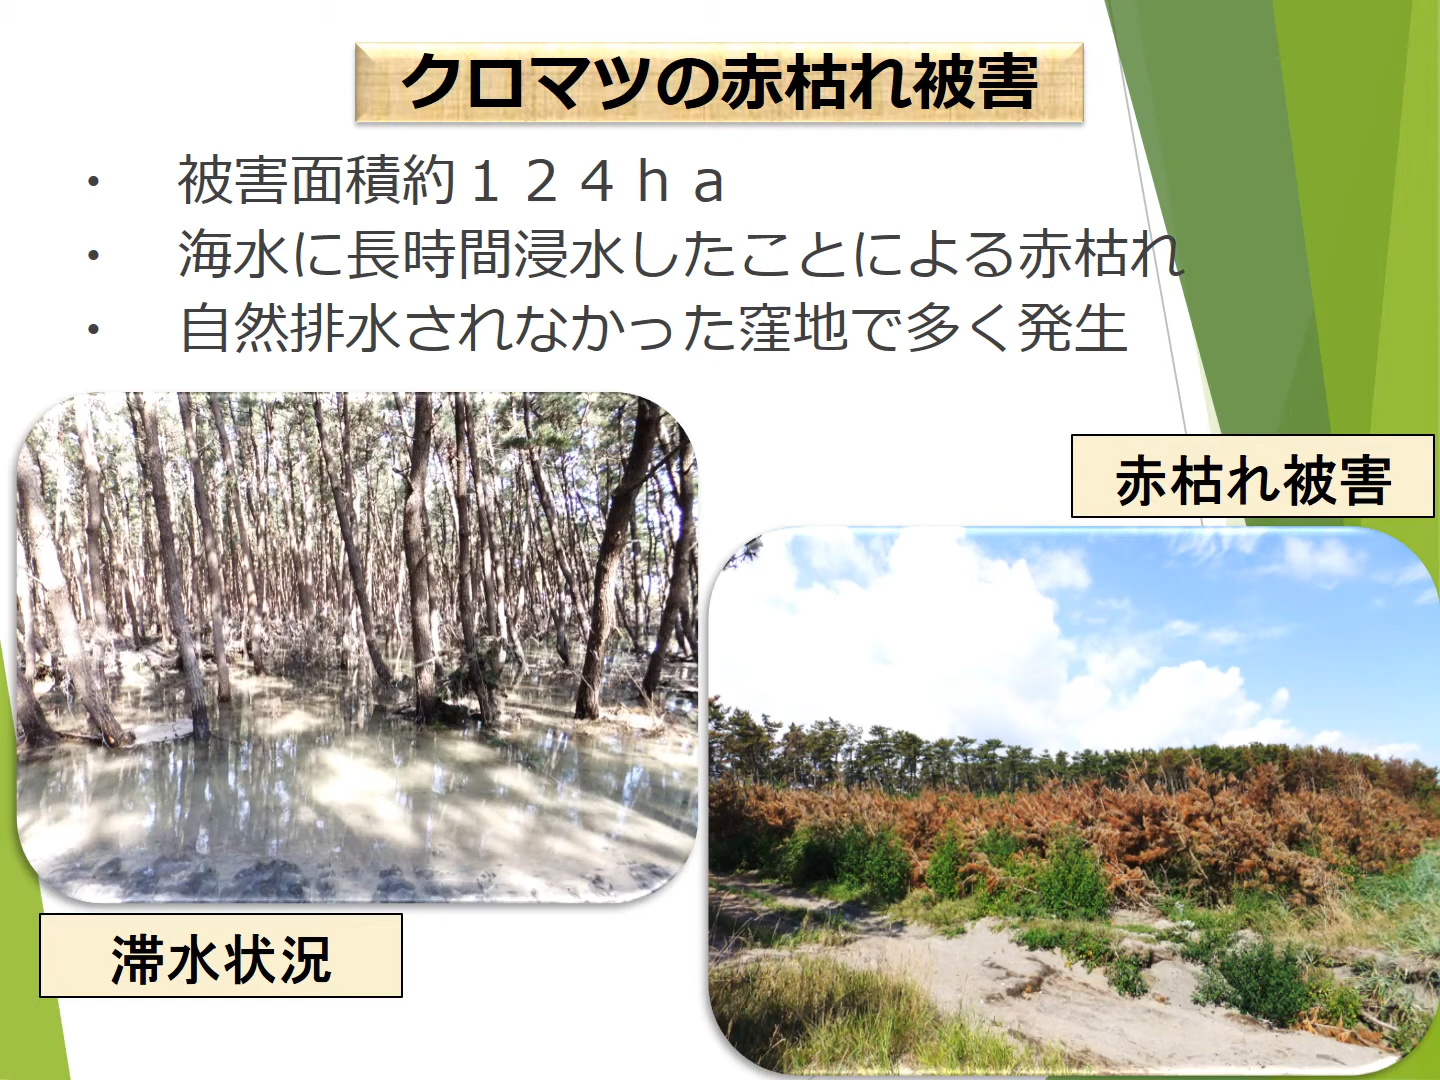 クロマツの赤枯れ被害
・ 被害面積約１２４ｈａ
・ 海水に長時間浸水したことによる赤枯れ
・ 自然排水されなかった窪地で多く発生
赤枯れ被害
滞水状況